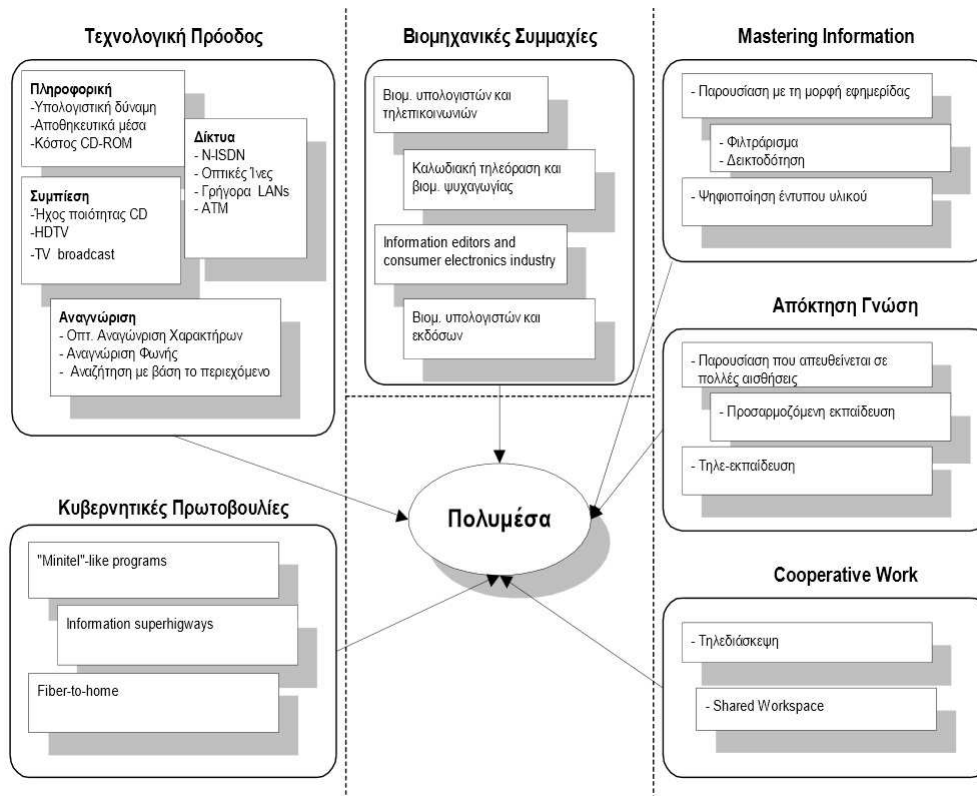 Τεχνολογική Πρόοδος
Πληροφορική
-Υπολογιστική δύναμη
-Αποθηκευτικά μέσα
-Κόστος CD-ROM
Δίκτυα
- N-ISDN
- Οπτικές Ίνες
- Γρήγορα LANs
- ATM
Συμπίεση
-Ήχος ποιότητας CD
-HDTV
-TV broadcast
Αναγνώριση
- Οπτ. Αναγώνριση Χαρακτήρων
- Αναγνώριση Φωνής
- Αναζήτηση με βάση το περιεχόμενο
Κυβερνητικές Πρωτοβουλίες
"Minitel"-like programs
Information superhigways
Fiber-to-home
Βιομηχανικές Συμμαχίες
Βιομ. υπολογιστών και
τηλεπικοινωνιών
Καλωδιακή τηλεόραση και
βιομ. ψυχαγωγίας
Information editors and
consumer electronics industry
Βιομ. υπολογιστών και
εκδόσων
Πολυμέσα
Mastering Information
- Παρουσίαση με τη μορφή εφημερίδας
- Φιλτράρισμα
- Δεικτοδότηση
- Ψηφιοποίηση έντυπου υλικού
Απόκτηση Γνώση
- Παρουσίαση που απευθείνεται σε
πολλές αισθήσεις
- Προσαρμοζόμενη εκπαίδευση
- Τηλε-εκπαίδευση
Cooperative Work
- Τηλεδιάσκεψη
- Shared Workspace